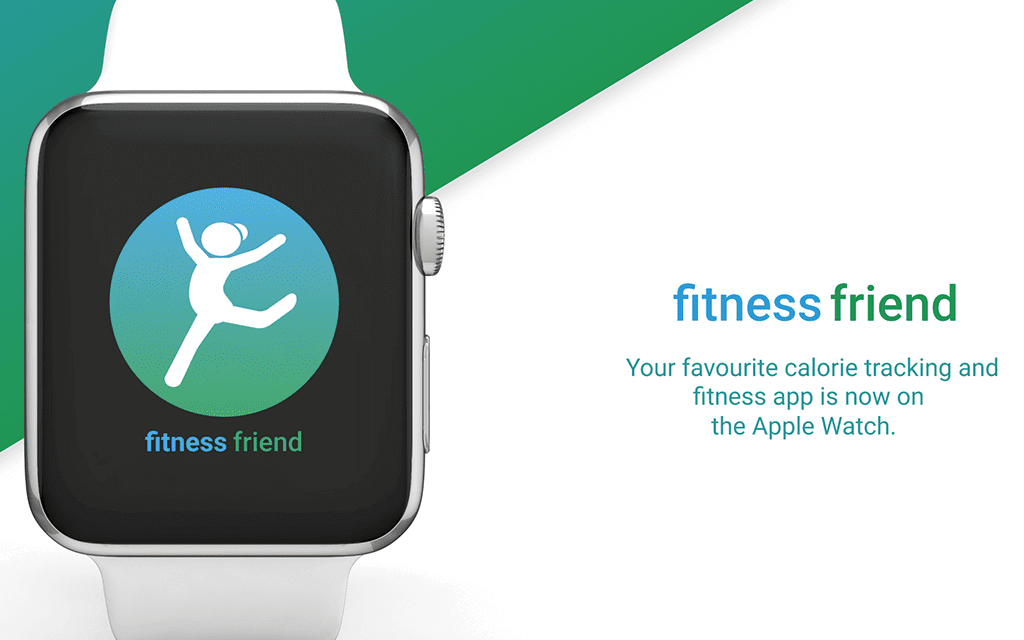 fitness friend
fitness friend
Your favourite calorie tracking and
fitness app is now on
the Apple Watch.